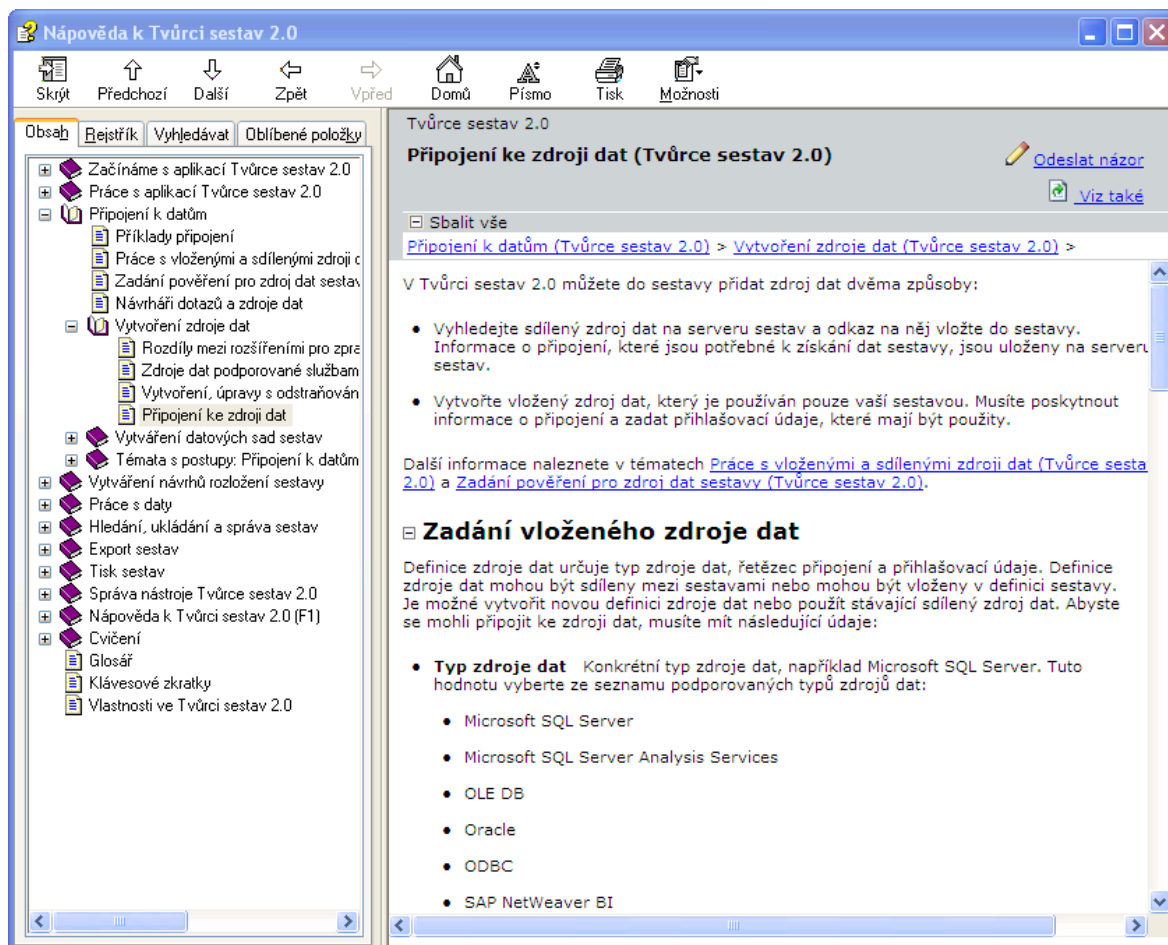 Nápověda k Tvůrci sestav 2.0
Skrýt Předchozí Další Zpět Vpřed Domů Písmo Tisk Možnosti
Obsah Rejstřík Vyhledávat Oblíbené položky
Začínáme s aplikací Tvůrce sestav 2.0
Práce s aplikací Tvůrce sestav 2.0
Připojení k datům
Příklady připojení
Práce s vloženými a sdílenými zdroji
Zadání pověření pro zdroj dat
Návrháři dotazů a zdroje dat
Vytvoření zdroje dat
Rozdíly mezi rozšířeními pro
Zdroje dat podporované
Vytvoření, úpravy s
Připojení ke zdroji dat
Vytváření datových sad sestav
Témata s postupy: Připojení k datům
Vytváření návrhů rozložení sestavy
Práce s daty
Hledání, ukládání a správa sestav
Export sestav
Tisk sestav
Správa nástroje Tvůrce sestav 2.0
Nápověda k Tvůrci sestav 2.0 (F1)
Cvičení
Glosář
Klávesové zkratky
Vlastnosti ve Tvůrci sestav 2.0
Tvůrce sestav 2.0
Připojení ke zdroji dat (Tvůrce sestav 2.0)
Odeslat názor
Viz také
Sbalit vše
Připojení k datům (Tvůrce sestav 2.0) > Vytvoření zdroje dat (Tvůrce sestav 2.0) >
V Tvůrci sestav 2.0 můžete do sestavy přidat zdroj dat dvěma způsoby:
• Vyhledejte sdílený zdroj dat na serveru sestav a odkaz na něj vložte do sestavy.
Informace o připojení, které jsou potřebné k získání dat sestavy, jsou uloženy na serveru
sestav.
• Vytvořte vložený zdroj dat, který je používán pouze vaší sestavou. Musíte poskytnout
informace o připojení a zadat přihlašovací údaje, které mají být použity.
Další informace naleznete v tématech Práce s vloženými a sdílenými zdroji dat (Tvůrce
2.0) a Zadání pověření pro zdroj dat sestavy (Tvůrce sestav 2.0).
Zadání vloženého zdroje dat
Definice zdroje dat určuje typ zdroje dat, řetězec připojení a přihlašovací údaje. Definice
zdroje dat mohou být sdíleny mezi sestavami nebo mohou být vloženy v definici sestavy.
Je možné vytvořit novou definici zdroje dat nebo použít stávající sdílený zdroj dat. Abyste
se mohli připojit ke zdroji dat, musíte mít následující údaje:
• Typ zdroje dat Konkrétní typ zdroje dat, například Microsoft SQL Server. Tuto
hodnotu vyberte ze seznamu podporovaných typů zdrojů dat:
• Microsoft SQL Server
• Microsoft SQL Server Analysis Services
• OLE DB
• Oracle
• ODBC
• SAP NetWeaver BI